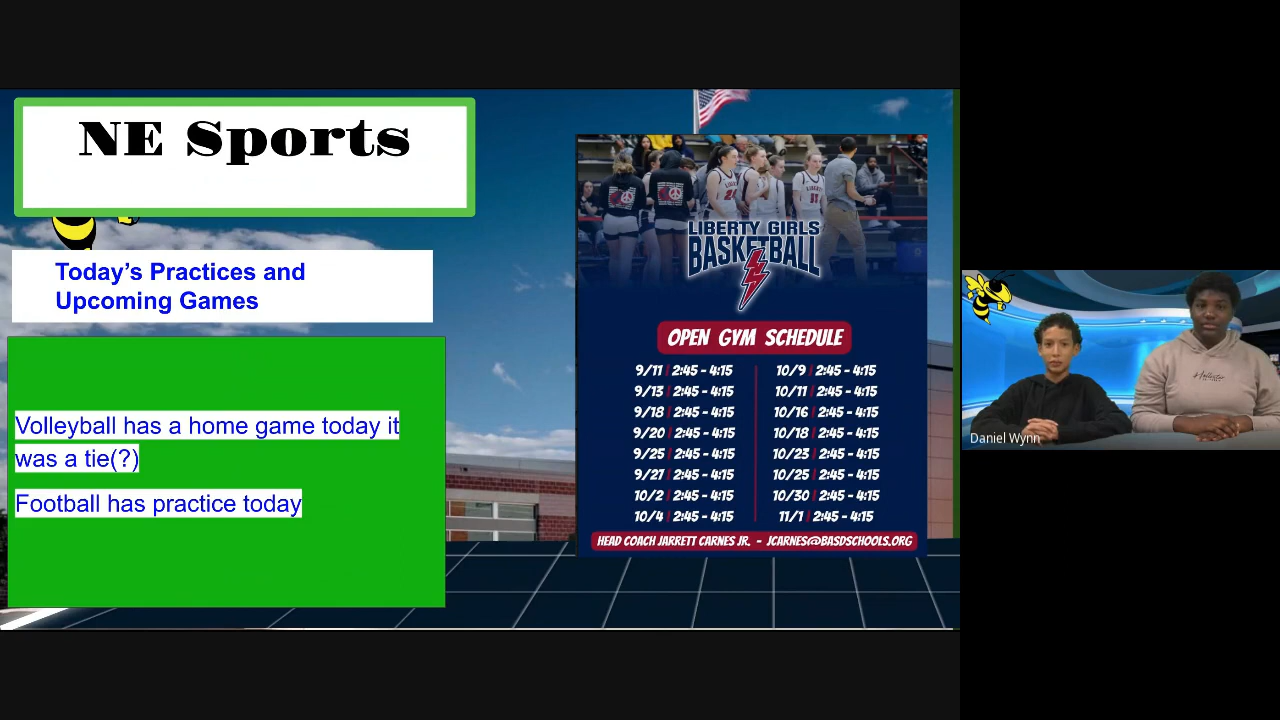 NE Sports
Today’s Practices and
Upcoming Games
Volleyball has a home game today it
was a tie(?)
Football has practice today
LIBERTY GIRLS
BASKETBALL
OPEN GYM SCHEDULE
9/11 | 2:45 - 4:15
9/13 | 2:45 - 4:15
9/18 | 2:45 - 4:15
9/20 | 2:45 - 4:15
9/25 | 2:45 - 4:15
9/27 | 2:45 - 4:15
10/2 | 2:45 - 4:15
10/4 | 2:45 - 4:15
10/9 | 2:45 - 4:15
10/11 | 2:45 - 4:15
10/16 | 2:45 - 4:15
10/18 | 2:45 - 4:15
10/23 | 2:45 - 4:15
10/25 | 2:45 - 4:15
10/30 | 2:45 - 4:15
11/1 | 2:45 - 4:15
HEAD COACH JARRETT CARNES JR. - JCARNES@BASDSCHOOLS.ORG
Daniel Wynn
Hollister